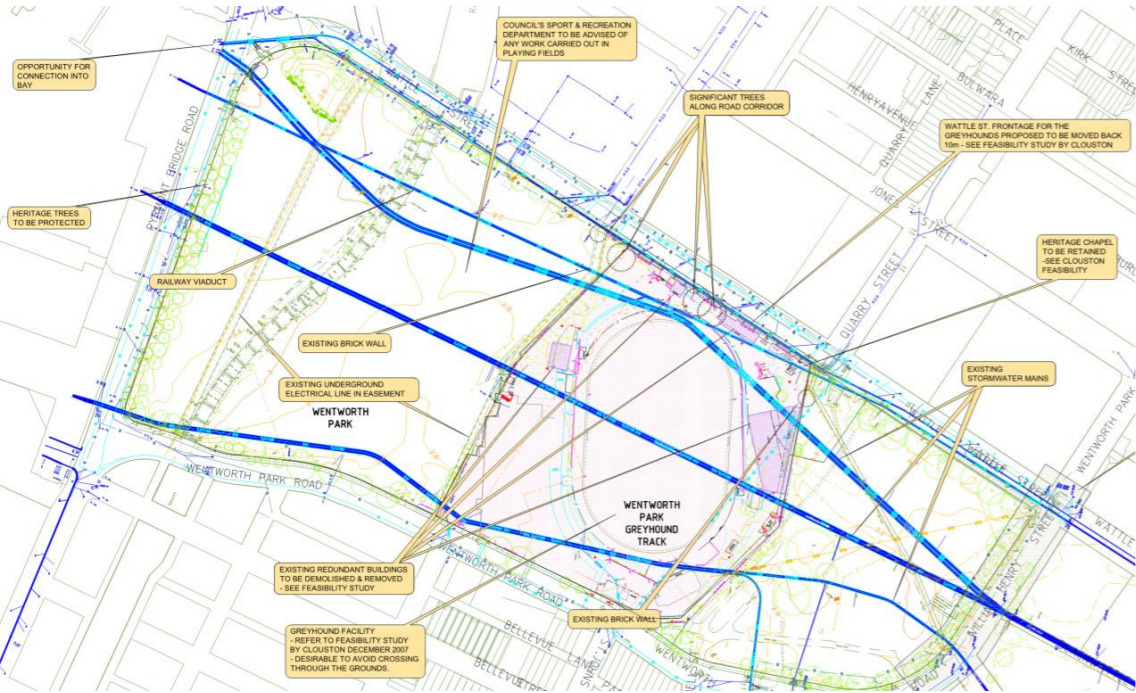 COUNCIL'S SPORT & RECREATION
DEPARTMENT TO BE ADVISED OF
ANY WORK CARRIED OUT IN
PLAYING FIELDS
OPPORTUNITY FOR
CONNECTION INTO
BAY
SIGNIFICANT TREES
ALONG ROAD CORRIDOR
WATTLE ST. FRONTAGE FOR THE
GREYHOUNDS PROPOSED TO BE MOVED BACK
10m - SEE FEASIBILITY STUDY BY CLOUSTON
PLACE
KIRK
BULWARA
HENRY AVENUE
QUARRY LANE
JONES STREET
QUARRY STREET
HERITAGE TREES
TO BE PROTECTED
HERITAGE CHAPEL
TO BE RETAINED
-SEE CLOUSTON
FEASIBILITY
RAILWAY VIADUCT
EXISTING BRICK WALL
EXISTING
STORMWATER MAINS
EXISTING UNDERGROUND
ELECTRICAL LINE IN EASEMENT
WENTWORTH
PARK
WENTWORTH PARK
WENTWORTH PARK ROAD
WATTLE
WENTWORTH
PARK
GREYHOUND
TRACK
EXISTING REDUNDANT BUILDINGS
TO BE DEMOLISHED & REMOVED
- SEE FEASIBILITY STUDY
WENTWORTH PARK ROAD
EXISTING BRICK WALL
GREYHOUND FACILITY
- REFER TO FEASIBILITY STUDY
BY CLOUSTON DECEMBER 2007
- DESIRABLE TO AVOID CROSSING
THROUGH THE GROUNDS.
BELLEVUE LANE
WENTWORTH
ROAD